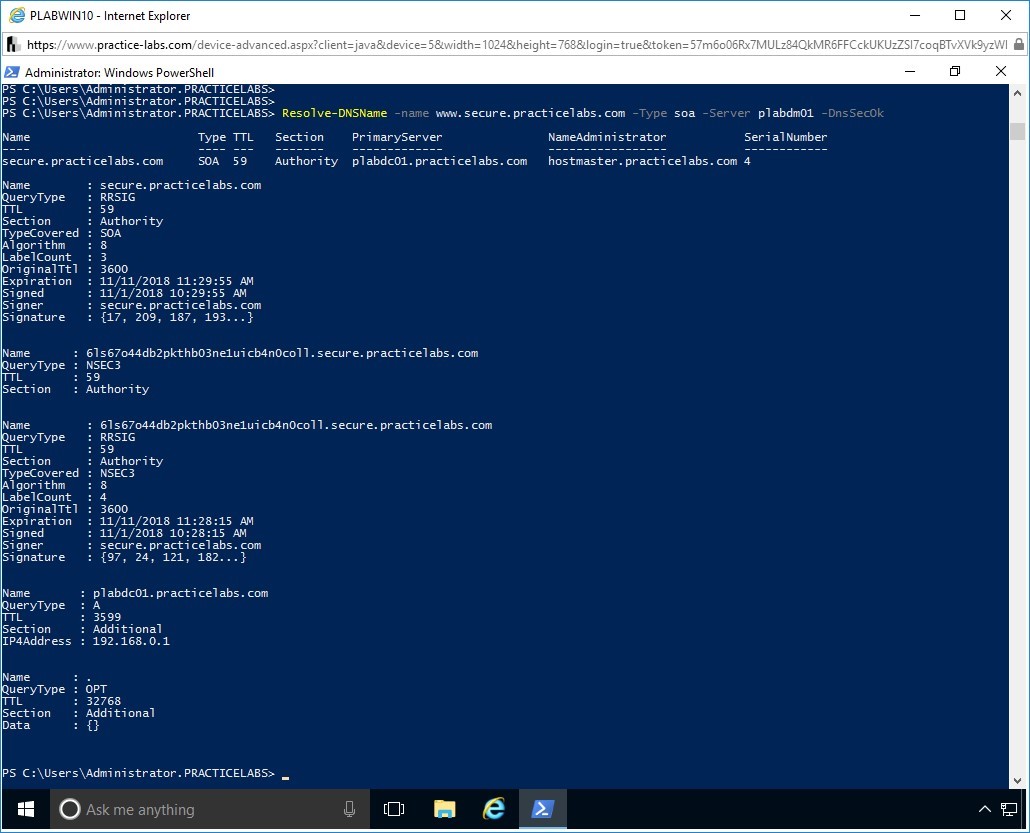 PLABWIN10 - Internet Explorer
https://www.practice-labs.com/device-advanced.aspx?client=java&device=5&width=1024&height=768&login=true&token=57m6o06Rx7MULz84QkMR6FFCckUKUzZSI7coqBTvXVk9yzWl
Administrator: Windows PowerShell
PS C:\Users\Administrator.PRACTICELABS>
PS C:\Users\Administrator.PRACTICELABS>
PS C:\Users\Administrator.PRACTICELABS> Resolve-DNSName -name www.secure.practicelabs.com -Type soa -Server plabdm01 -DnsSecOk
Name Type TTL Section PrimaryServer NameAdministrator SerialNumber
---- ---- --- ------- ------------- ----------------- ------------
secure.practicelabs.com SOA 59 Authority plabdc01.practicelabs.com hostmaster.practicelabs.com 4
Name : secure.practicelabs.com
QueryType : RRSIG
TTL : 59
Section : Authority
TypeCovered : SOA
Algorithm : 8
LabelCount : 3
OriginalTtl : 3600
Expiration : 11/11/2018 11:29:55 AM
Signed : 11/1/2018 10:29:55 AM
Signer : secure.practicelabs.com
Signature : {17, 209, 187, 193...}
Name : 6ls67o44db2pkthb03ne1uicb4n0coll.secure.practicelabs.com
QueryType : NSEC3
TTL : 59
Section : Authority
Name : 6ls67o44db2pkthb03ne1uicb4n0coll.secure.practicelabs.com
QueryType : RRSIG
TTL : 59
Section : Authority
TypeCovered : NSEC3
Algorithm : 8
LabelCount : 4
OriginalTtl : 3600
Expiration : 11/11/2018 11:28:15 AM
Signed : 11/1/2018 10:28:15 AM
Signer : secure.practicelabs.com
Signature : {97, 24, 121, 182...}
Name : plabdc01.practicelabs.com
QueryType : A
TTL : 3599
Section : Additional
IP4Address : 192.168.0.1
Name : .
QueryType : OPT
TTL : 32768
Section : Additional
Data : {}
PS C:\Users\Administrator.PRACTICELABS> _
Ask me anything